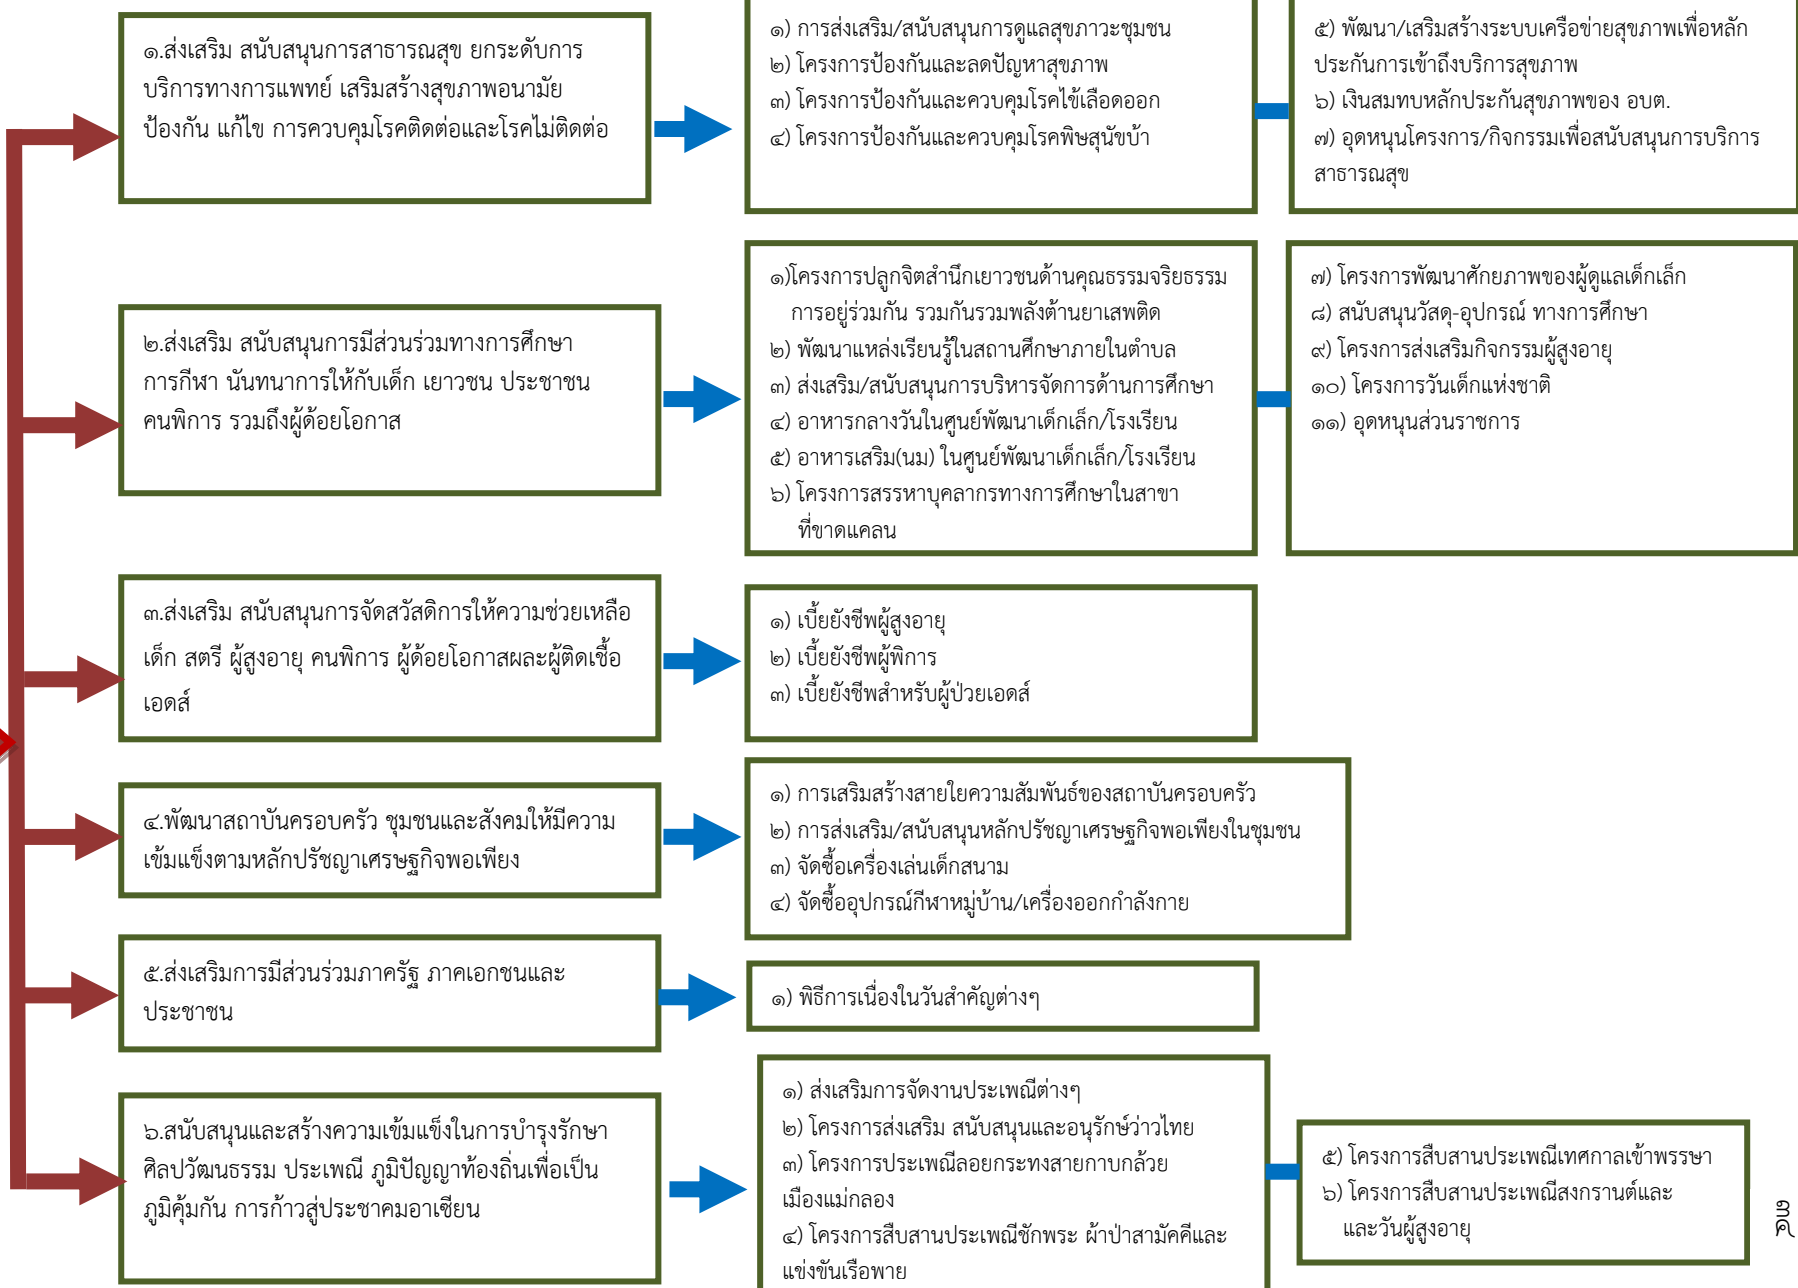 ๑.ส่งเสริม สนับสนุนการสาธารณสุข ยกระดับการ
บริการทางการแพทย์ เสริมสร้างสุขภาพอนามัย
ป้องกัน แก้ไข การควบคุมโรคติดต่อและโรคไม่ติดต่อ
๑) การส่งเสริม/สนับสนุนการดูแลสุขภาวะชุมชน
๒) โครงการป้องกันและลดปัญหาสุขภาพ
๓) โครงการป้องกันและควบคุมโรคไข้เลือดออก
๔) โครงการป้องกันและควบคุมโรคพิษสุนัขบ้า
๕) พัฒนา/เสริมสร้างระบบเครือข่ายสุขภาพเพื่อหลัก
ประกันการเข้าถึงบริการสุขภาพ
๖) เงินสมทบหลักประกันสุขภาพของ อบต.
๗) อุดหนุนโครงการ/กิจกรรมเพื่อสนับสนุนการบริการ
สาธารณสุข
๒.ส่งเสริม สนับสนุนการมีส่วนร่วมทางการศึกษา
การกีฬา นันทนาการให้กับเด็ก เยาวชน ประชาชน
คนพิการ รวมถึงผู้ด้อยโอกาส
๑)โครงการปลูกจิตสำนึกเยาวชนด้านคุณธรรมจริยธรรม
การอยู่ร่วมกัน รวมกันรวมพลังต้านยาเสพติด
๒) พัฒนาแหล่งเรียนรู้ในสถานศึกษาภายในตำบล
๓) ส่งเสริม/สนับสนุนการบริหารจัดการด้านการศึกษา
๔) อาหารกลางวันในศูนย์พัฒนาเด็กเล็ก/โรงเรียน
๕) อาหารเสริม(นม) ในศูนย์พัฒนาเด็กเล็ก/โรงเรียน
๖) โครงการสรรหาบุคลากรทางการศึกษาในสาขา
ที่ขาดแคลน
๗) โครงการพัฒนาศักยภาพของผู้ดูแลเด็กเล็ก
๘) สนับสนุนวัสดุ-อุปกรณ์ ทางการศึกษา
๙) โครงการส่งเสริมกิจกรรมผู้สูงอายุ
๑๐) โครงการวันเด็กแห่งชาติ
๑๑) อุดหนุนส่วนราชการ
๓.ส่งเสริม สนับสนุนการจัดสวัสดิการให้ความช่วยเหลือ
เด็ก สตรี ผู้สูงอายุ คนพิการ ผู้ด้อยโอกาสผละผู้ติดเชื้อ
เอดส์
๑) เบี้ยยังชีพผู้สูงอายุ
๒) เบี้ยยังชีพผู้พิการ
๓) เบี้ยยังชีพสำหรับผู้ป่วยเอดส์
๔.พัฒนาสถาบันครอบครัว ชุมชนและสังคมให้มีความ
เข้มแข็งตามหลักปรัชญาเศรษฐกิจพอเพียง
๑) การเสริมสร้างสายใยความสัมพันธ์ของสถาบันครอบครัว
๒) การส่งเสริม/สนับสนุนหลักปรัชญาเศรษฐกิจพอเพียงในชุมชน
๓) จัดซื้อเครื่องเล่นเด็กสนาม
๔) จัดซื้ออุปกรณ์กีฬาหมู่บ้าน/เครื่องออกกำลังกาย
๕.ส่งเสริมการมีส่วนร่วมภาครัฐ ภาคเอกชนและ
ประชาชน
๑) พิธีการเนื่องในวันสำคัญต่างๆ
๖.สนับสนุนและสร้างความเข้มแข็งในการบำรุงรักษา
ศิลปวัฒนธรรม ประเพณี ภูมิปัญญาท้องถิ่นเพื่อเป็น
ภูมิคุ้มกัน การก้าวสู่ประชาคมอาเซียน
๑) ส่งเสริมการจัดงานประเพณีต่างๆ
๒) โครงการส่งเสริม สนับสนุนและอนุรักษ์ว่าวไทย
๓) โครงการประเพณีลอยกระทงสายกาบกล้วย
เมืองแม่กลอง
๔) โครงการสืบสานประเพณีชักพระ ผ้าป่าสามัคคีและ
แข่งขันเรือพาย
๕) โครงการสืบสานประเพณีเทศกาลเข้าพรรษา
๖) โครงการสืบสานประเพณีสงกรานต์และ
และวันผู้สูงอายุ
๓๔